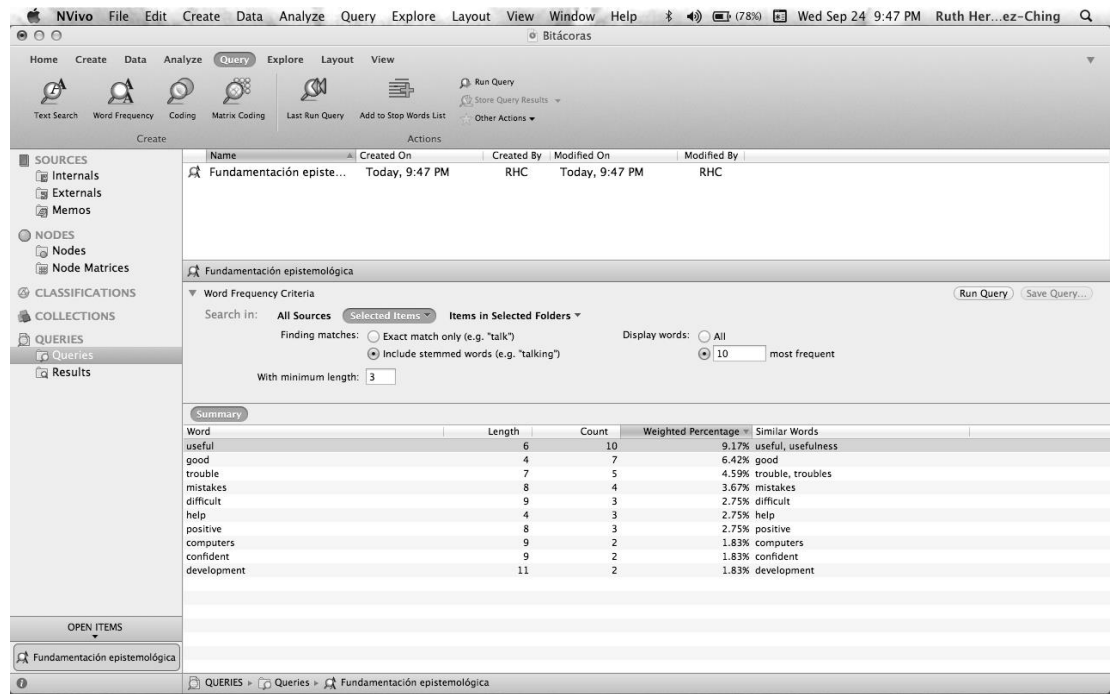 NVivo File Edit Create Data Analyze Query Explore Layout View Window Help (78%) Wed Sep 24 9:47 PM Ruth Her...ez-Ching
Bitácoras
Home Create Data Analyze Query Explore Layout View
Run Query
Store Query Results
Other Actions
Text Search Word Frequency Coding Matrix Coding Last Run Query Add to Stop Words List
Create Actions
SOURCES
Internals
Externals
Memos
NODES
Nodes
Node Matrices
CLASSIFICATIONS
COLLECTIONS
QUERIES
Queries
Results
OPEN ITEMS
Fundamentación epistemológica
Name Created On Created By Modified On Modified By
Fundamentación episte... Today, 9:47 PM RHC Today, 9:47 PM RHC
Fundamentación epistemológica
Word Frequency Criteria Run Query Save Query...
Search in: All Sources Selected Items Items in Selected Folders
Finding matches: Exact match only (e.g. "talk") Display words: All
Include stemmed words (e.g. "talking") 10 most frequent
With minimum length: 3
Summary
Word Length Count Weighted Percentage Similar Words
useful 6 10 9.17% useful, usefulness
good 4 7 6.42% good
trouble 7 5 4.59% trouble, troubles
mistakes 8 4 3.67% mistakes
difficult 9 3 2.75% difficult
help 4 3 2.75% help
positive 8 3 2.75% positive
computers 9 2 1.83% computers
confident 9 2 1.83% confident
development 11 2 1.83% development
QUERIES Queries Fundamentación epistemológica